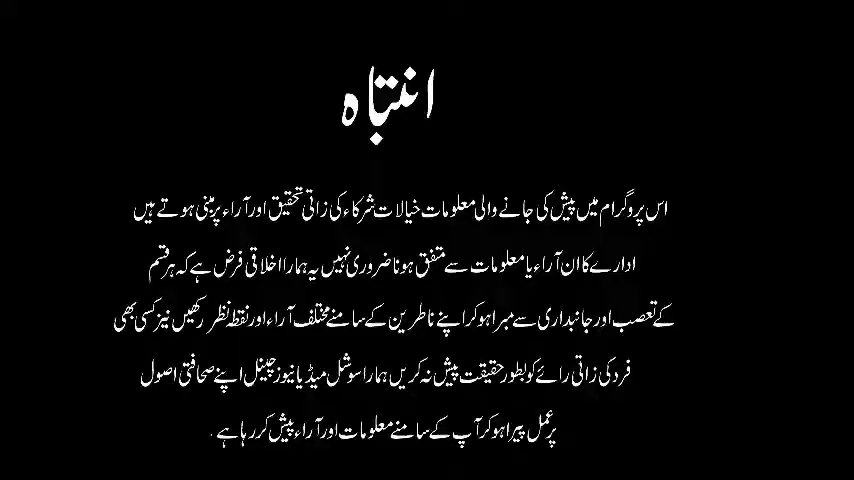 انتباہ
اس پروگرام میں پیش کی جانے والی معلومات خیالات شرکاء کی زاتی تحقیق اور آراء پر مبنی ہوتے ہیں
ادارے کا ان آراء یا معلومات سے متفق ہونا ضروری نہیں یہ ہمارا اخلاقی فرض ہے کہ ہر قسم
کے تعصب اور جانبداری سے مبرا ہو کر اپنے ناطرین کے سامنے مختلف آراء اور نقطہ نظر رکھیں نیز کسی بھی
فرد کی زاتی رائے کو بطور حقیقت پیش نہ کریں ہمارا سوشل میڈیا نیوز چینل اپنے صحافتی اصول
پر عمل پیرا ہو کر آپ کے سامنے معلومات اور آراء پیش کر رہا ہے .